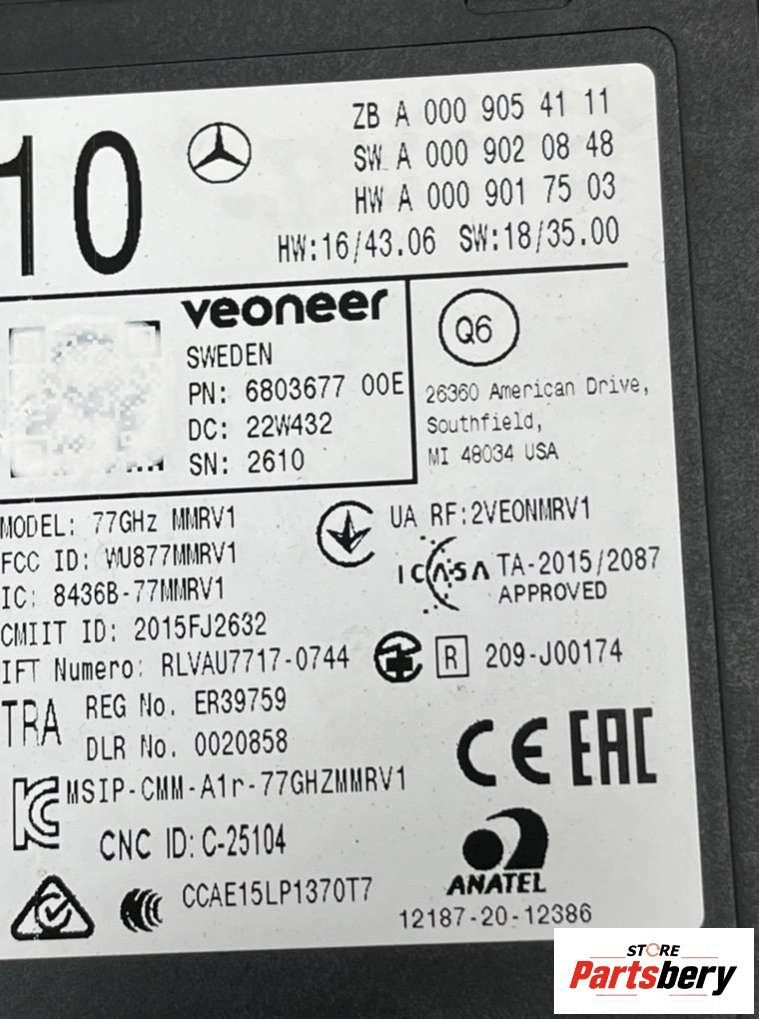 10
ZB A 000 905 41 11
SW A 000 902 08 48
HW A 000 901 75 03
HW:16/43.06 SW:18/35.00
veoneer
SWEDEN
PN: 6803677 00E
DC: 22W432
SN: 2610
Q6
26360 American Drive,
Southfield,
MI 48034 USA
MODEL: 77GHz MMRV1
FCC ID: WU877MMRV1
IC: 8436B-77MMRV1
CMIIT ID: 2015FJ2632
IFT Numero: RLVAU7717-0744
UA RF:2VEONMRV1
ICASA TA-2015/2087
APPROVED
R 209-J00174
TRA REG No. ER39759
DLR No. 0020858
CE EAC
MSIP-CMM-A1r-77GHZMMRV1
CNC ID: C-25104
CCAE15LP1370T7
ANATEL
12187-20-12386
STORE
Partsbery